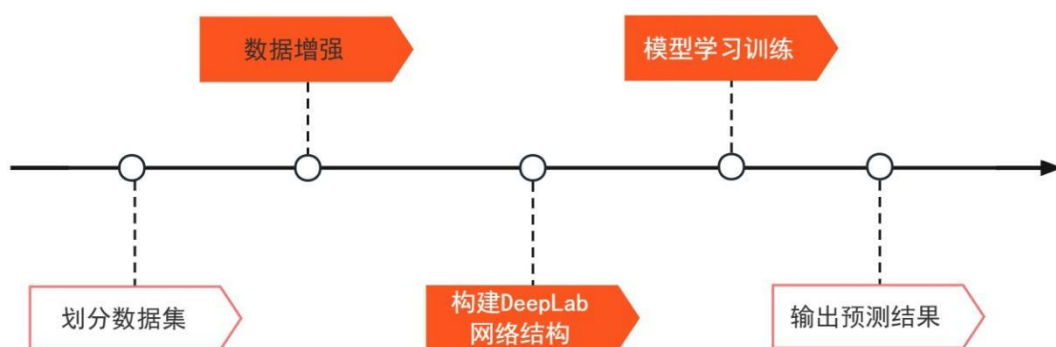 数据增强
模型学习训练
划分数据集
构建DeepLab
网络结构
输出预测结果